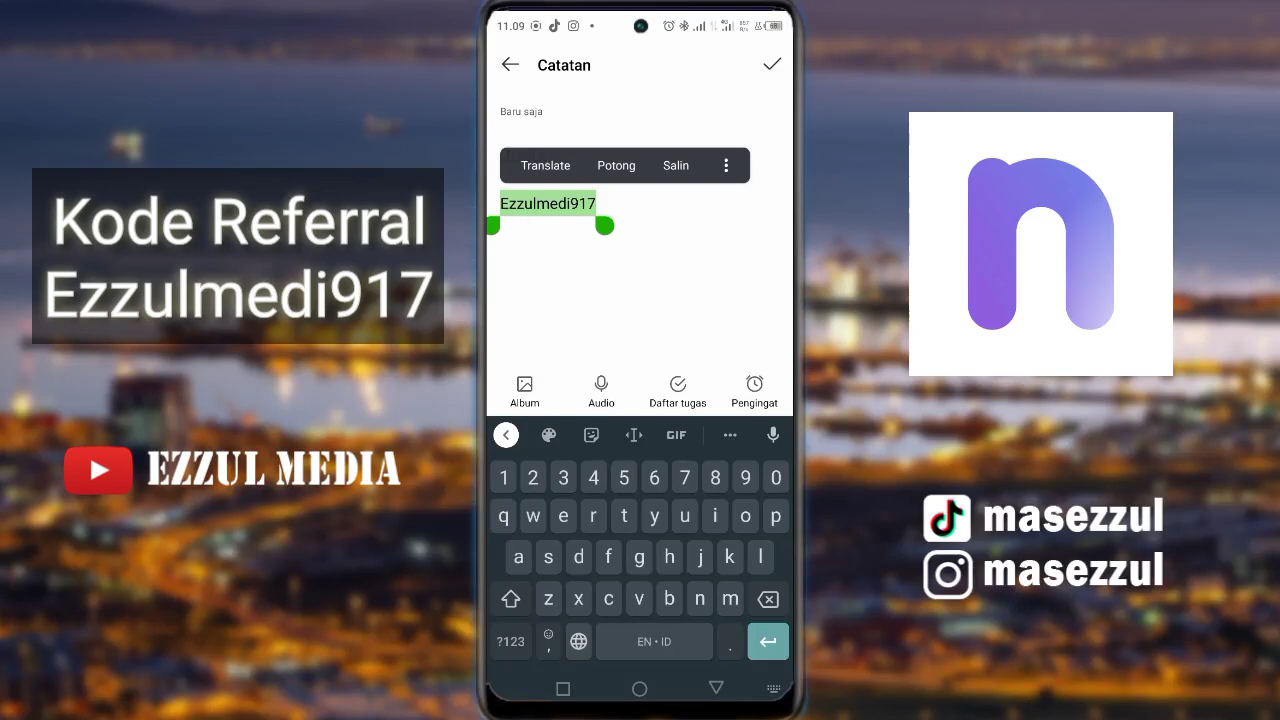 Kode Referral
Ezzulmedi917
EZZUL MEDIA
11.09
Catatan
Baru saja
Translate Potong Salin
Ezzulmedi917
Album Audio Daftar tugas Pengingat
GIF
1 2 3 4 5 6 7 8 9 0
q w e r t y u i o p
a s d f g h j k l
z x c v b n m
?123 , EN • ID .
n
masezzul
masezzul